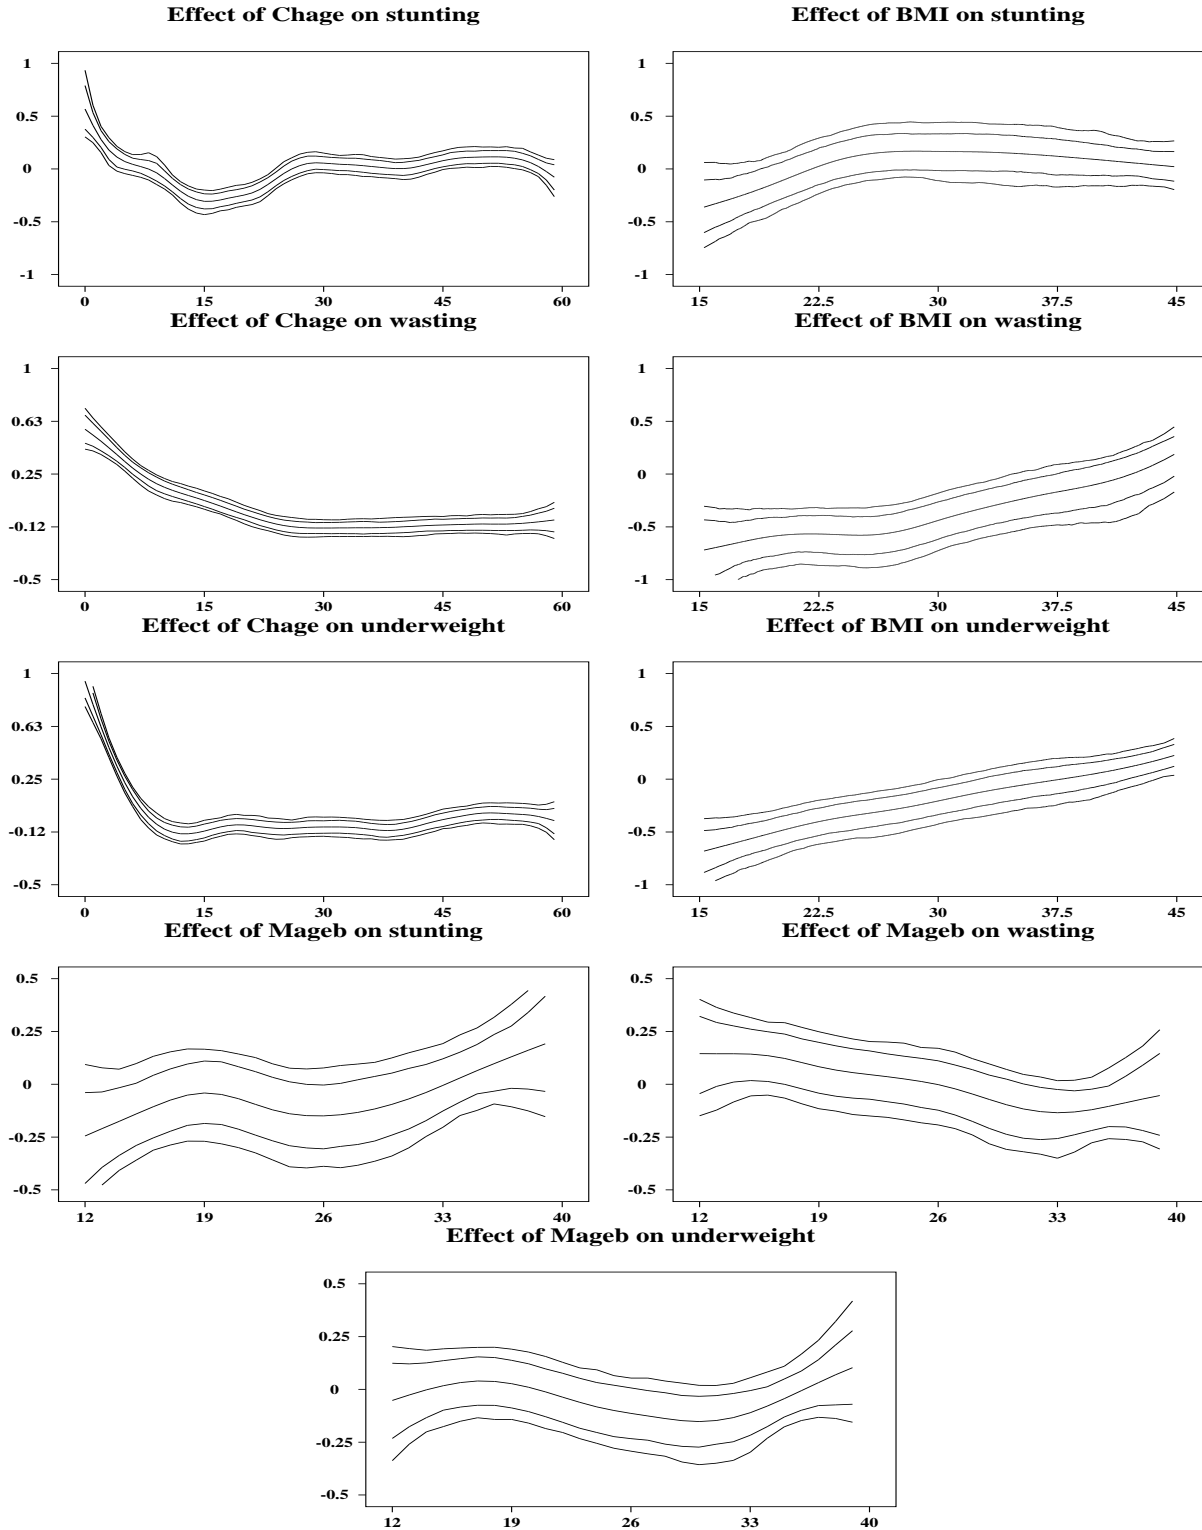 Effect of Chage on stunting
1
0.5
0
-0.5
-1
0 15 30 45 60
Effect of BMI on stunting
1
0.5
0
-0.5
-1
15 22.5 30 37.5 45
Effect of Chage on wasting
1
0.63
0.25
-0.12
-0.5
0 15 30 45 60
Effect of BMI on wasting
1
0.5
0
-0.5
-1
15 22.5 30 37.5 45
Effect of Chage on underweight
1
0.63
0.25
-0.12
-0.5
0 15 30 45 60
Effect of BMI on underweight
1
0.5
0
-0.5
-1
15 22.5 30 37.5 45
Effect of Mageb on stunting
0.5
0.25
0
-0.25
-0.5
12 19 26 33 40
Effect of Mageb on wasting
0.5
0.25
0
-0.25
-0.5
12 19 26 33 40
Effect of Mageb on underweight
0.5
0.25
0
-0.25
-0.5
12 19 26 33 40